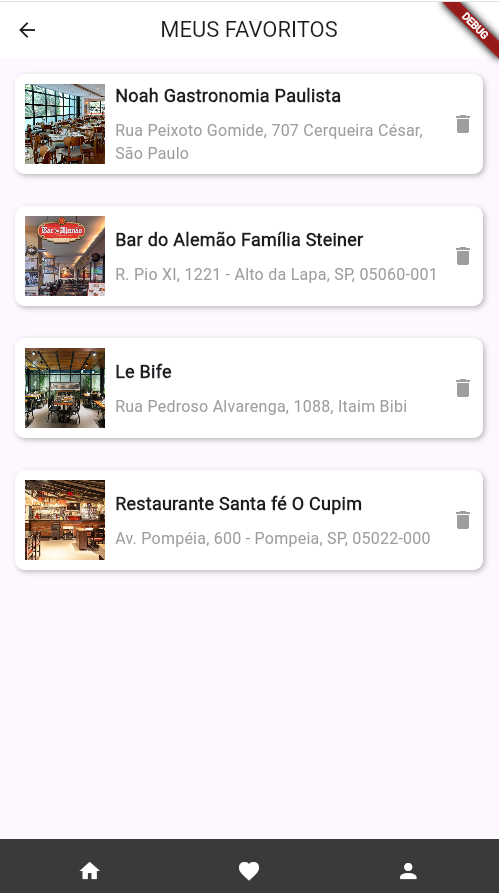 MEUS FAVORITOS
DEBUG
Noah Gastronomia Paulista
Rua Peixoto Gomide, 707 Cerqueira César,
São Paulo
Bar do Alemão
Bar do Alemão Família Steiner
R. Pio XI, 1221 - Alto da Lapa, SP, 05060-001
Le Bife
Rua Pedroso Alvarenga, 1088, Itaim Bibi
Restaurante Santa fé O Cupim
Av. Pompéia, 600 - Pompeia, SP, 05022-000